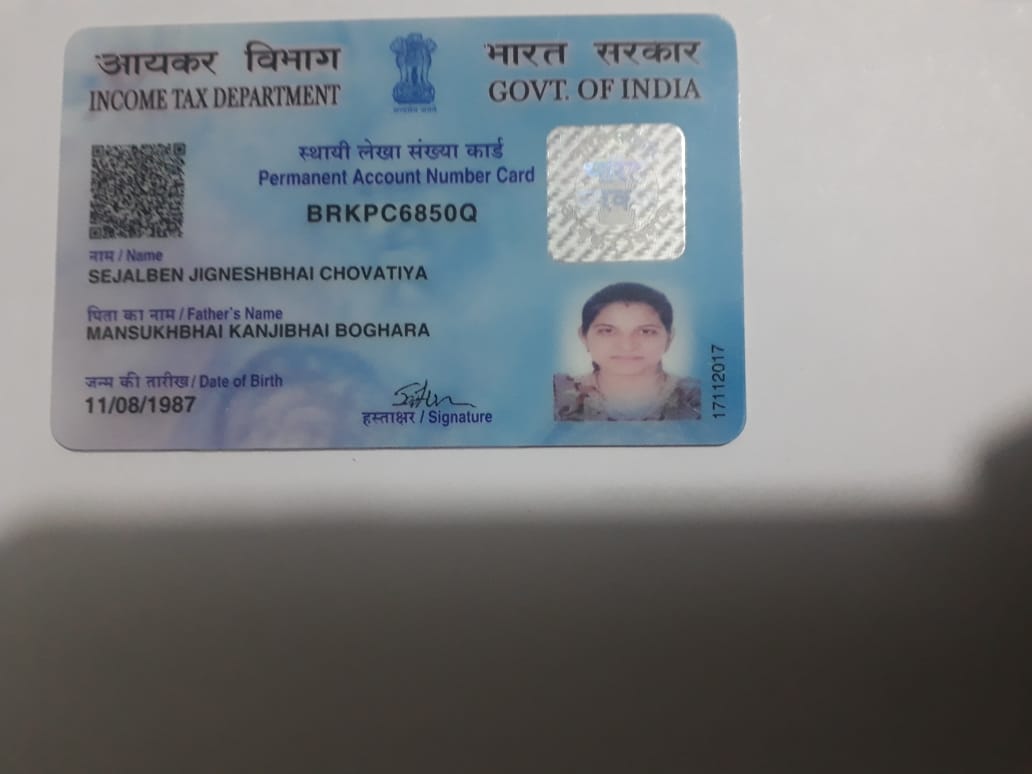 आयकर विभाग
INCOME TAX DEPARTMENT
भारत सरकार
GOVT. OF INDIA
स्थायी लेखा संख्या कार्ड
Permanent Account Number Card
BRKPC6850Q
नाम / Name
SEJALBEN JIGNESHBHAI CHOVATIYA
पिता का नाम / Father's Name
MANSUKHBHAI KANJIBHAI BOGHARA
जन्म की तारीख / Date of Birth
11/08/1987
हस्ताक्षर / Signature
17112017